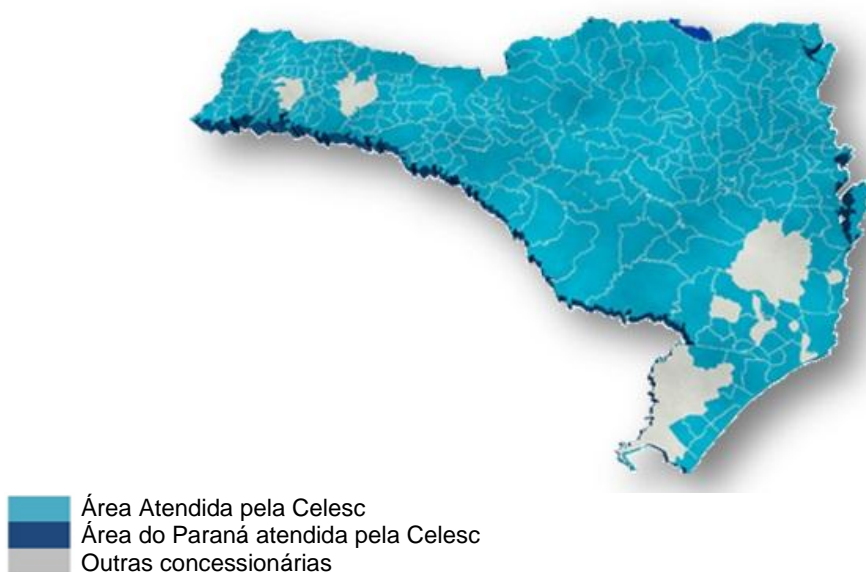 Área Atendida pela Celesc
Área do Paraná atendida pela Celesc
Outras concessionárias